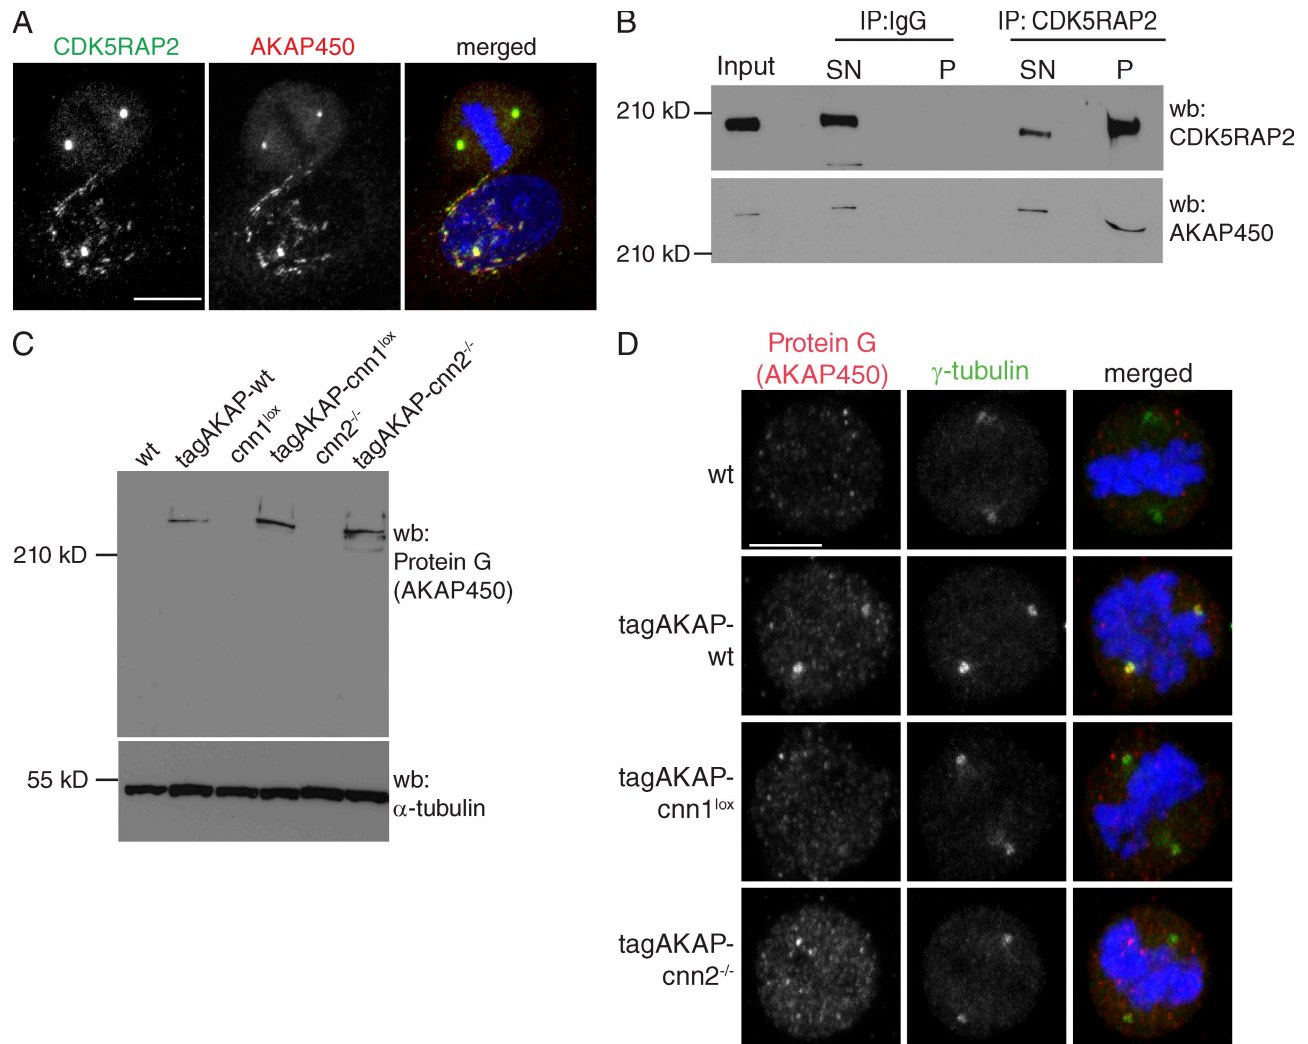 A
CDK5RAP2
AKAP450
merged
B
IP:IgG
IP: CDK5RAP2
Input
SN
P
SN
P
210 kD
wb:
CDK5RAP2
wb:
AKAP450
210 kD
C
wt
tagAKAP-wt
cnn1lox
tagAKAP-cnn1lox
cnn2-/-
tagAKAP-cnn2-/-
210 kD
wb:
Protein G
(AKAP450)
55 kD
wb:
α-tubulin
D
Protein G
(AKAP450)
γ-tubulin
merged
wt
tagAKAP-
wt
tagAKAP-
cnn1lox
tagAKAP-
cnn2-/-